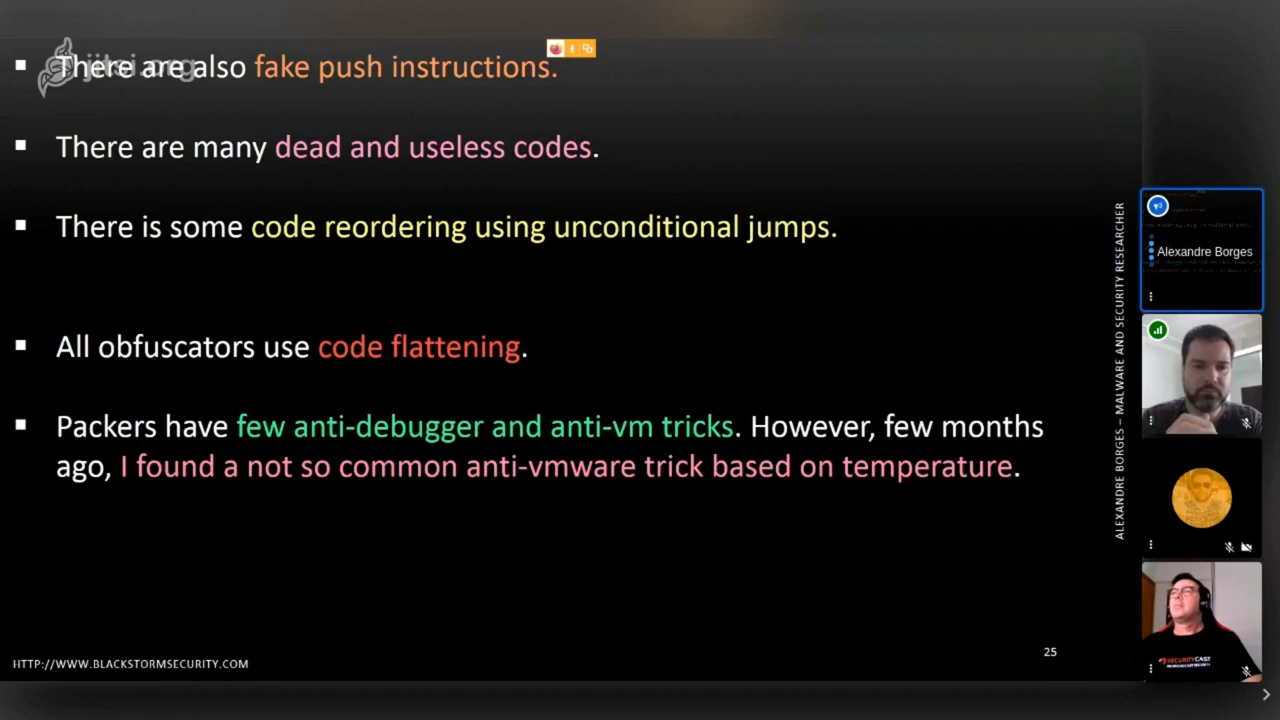 jitsi.org
There are also fake push instructions.
There are many dead and useless codes.
There is some code reordering using unconditional jumps.
All obfuscators use code flattening.
Packers have few anti-debugger and anti-vm tricks. However, few months
ago, I found a not so common anti-vmware trick based on temperature.
ALEXANDRE BORGES – MALWARE AND SECURITY RESEARCHER
Alexandre Borges
SECURITYCAST
25
HTTP://WWW.BLACKSTORMSECURITY.COM